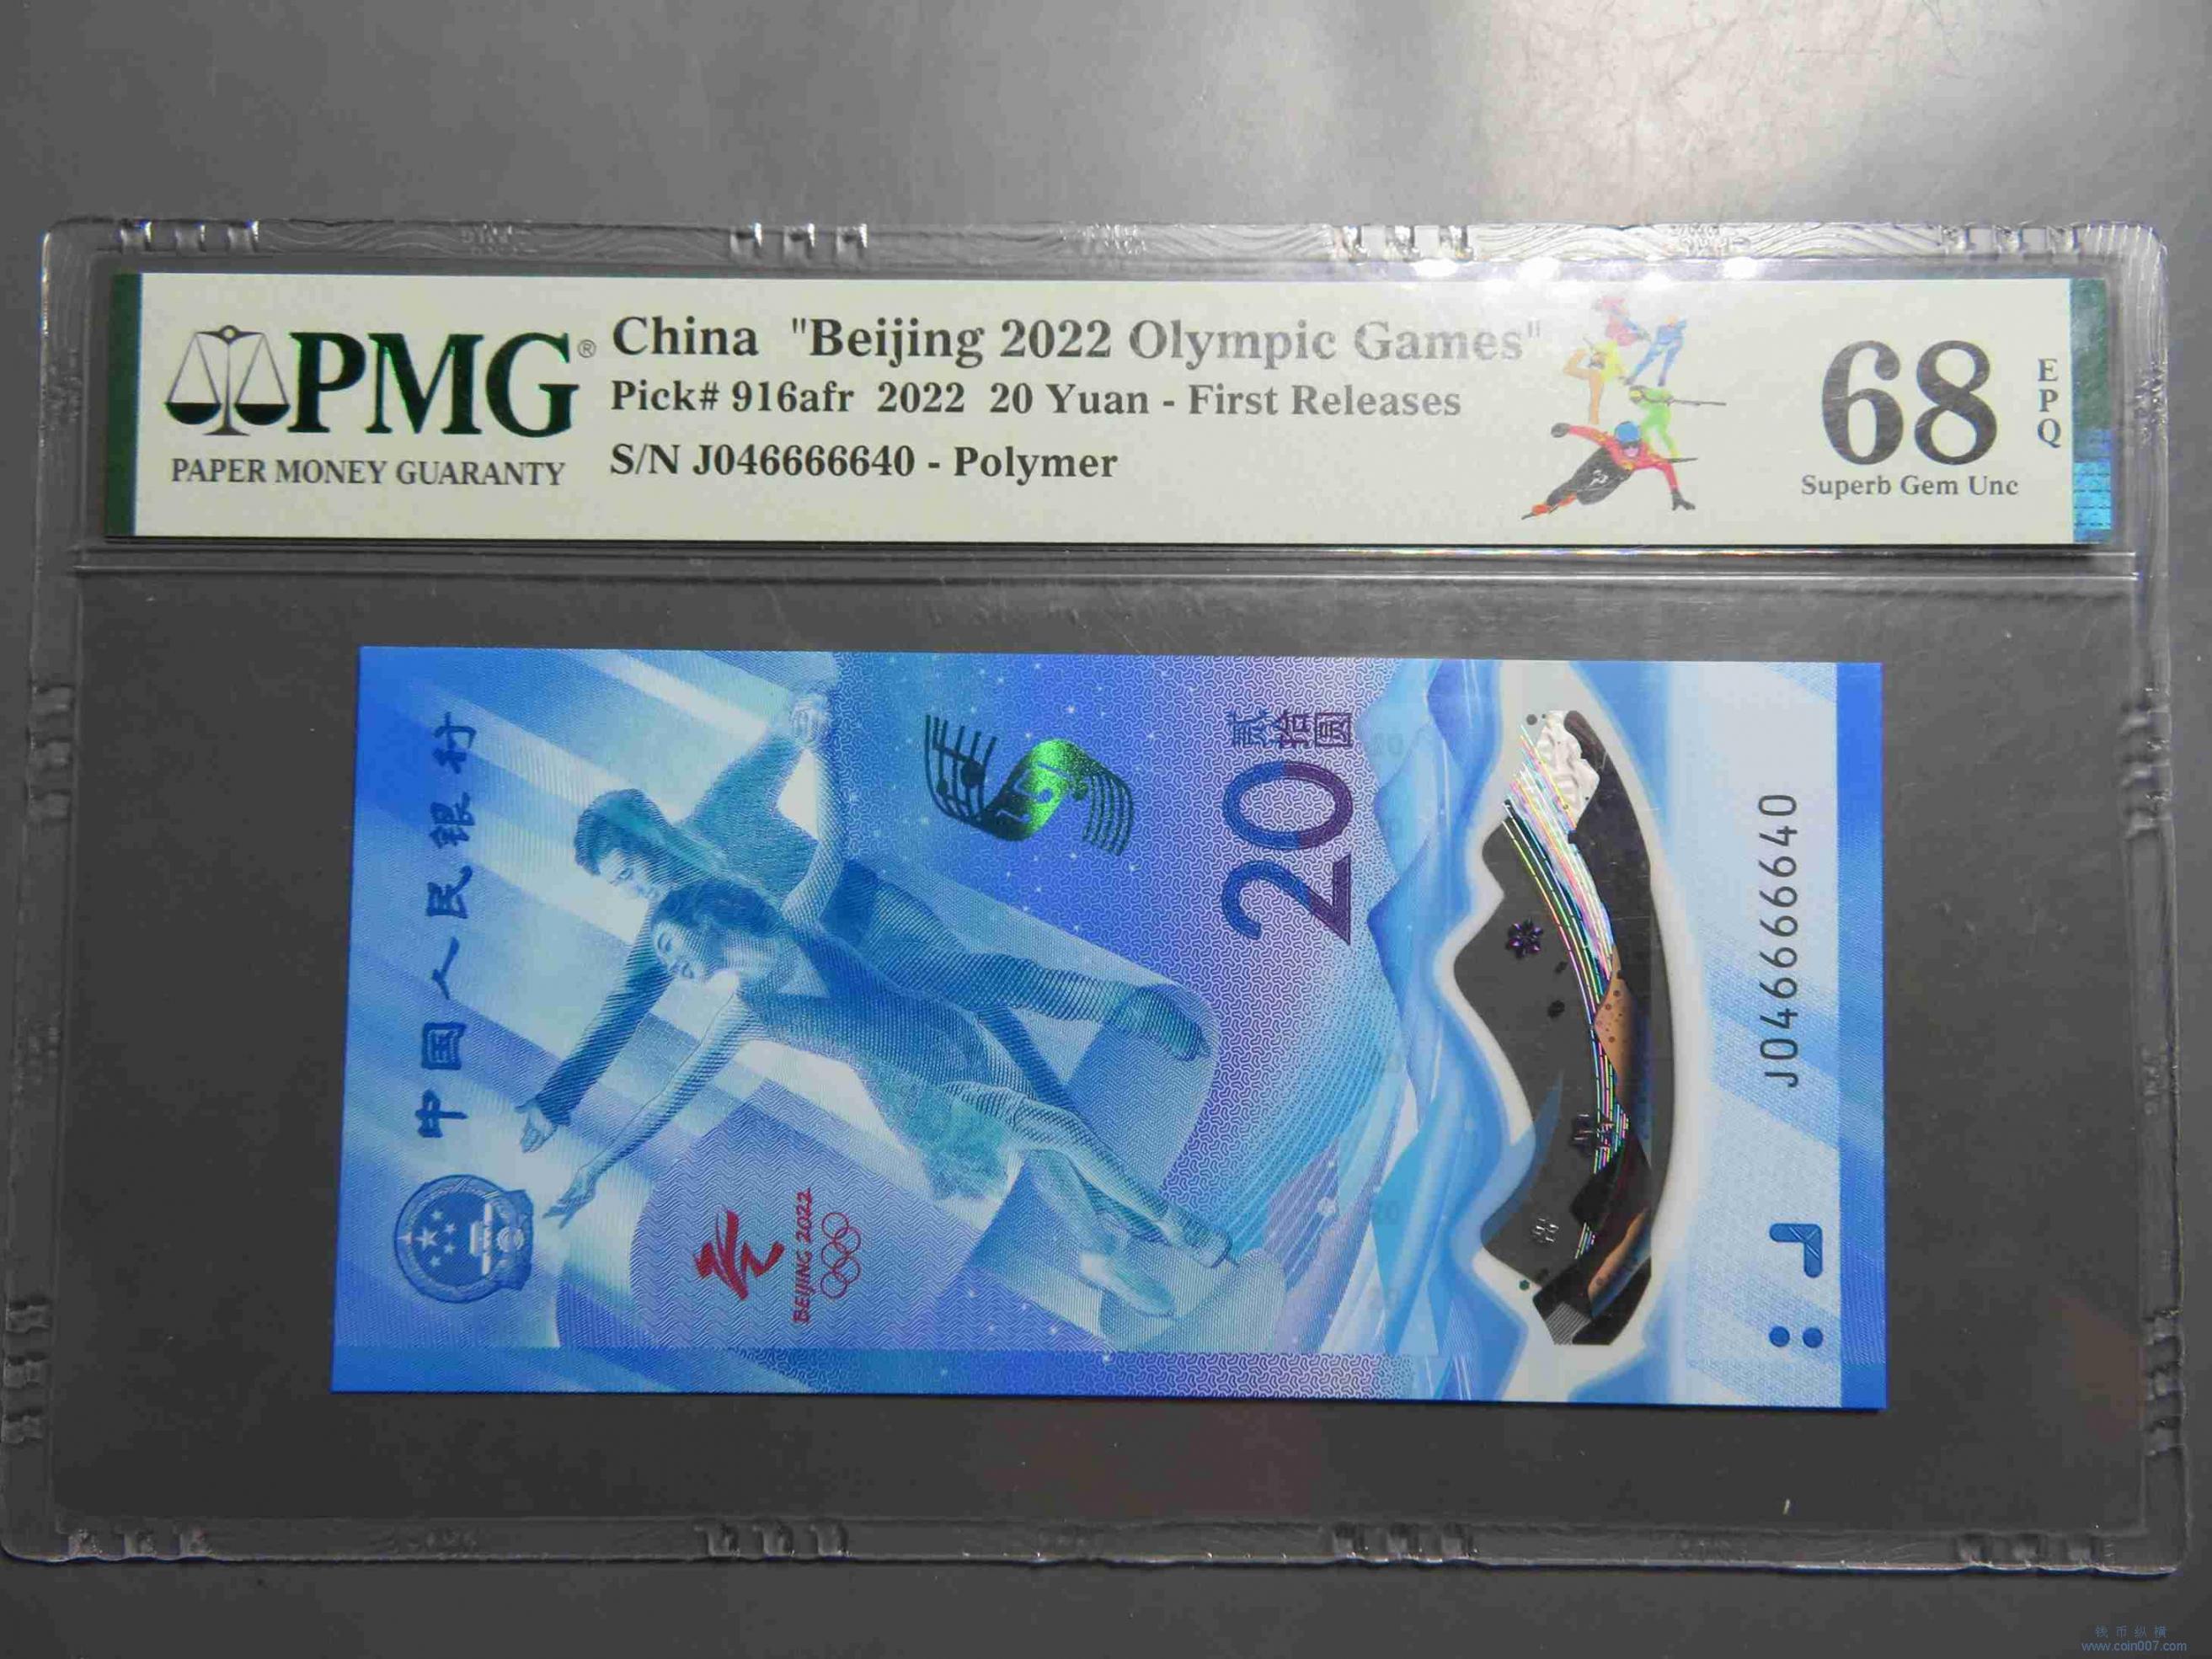 PMG®
PAPER MONEY GUARANTY
China "Beijing 2022 Olympic Games"
Pick# 916afr 2022 20 Yuan - First Releases
S/N J046666640 - Polymer
68
EPQ
Superb Gem Unc
中国人民银行
贰拾圆
20
BEIJING 2022
J046666640
钱币纵横
www.coin007.com